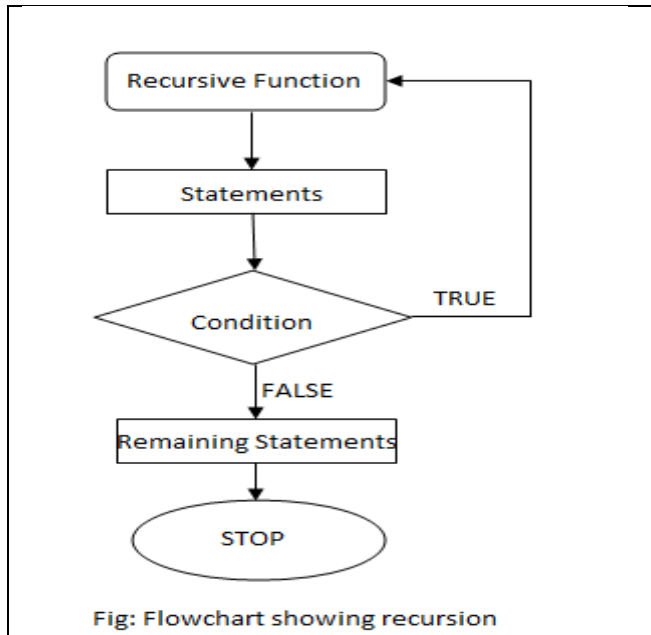 Recursive Function
Statements
Condition
TRUE
FALSE
Remaining Statements
STOP
Fig: Flowchart showing recursion